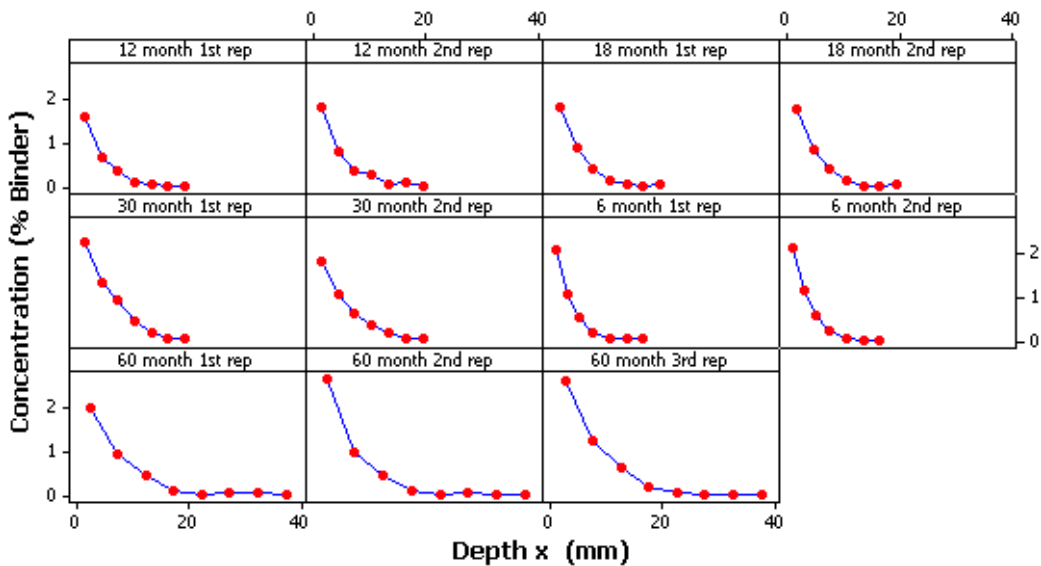 0 20 40 0 20 40
12 month 1st rep 12 month 2nd rep 18 month 1st rep 18 month 2nd rep
2
1
0
30 month 1st rep 30 month 2nd rep 6 month 1st rep 6 month 2nd rep
2
1
0
60 month 1st rep 60 month 2nd rep 60 month 3rd rep
2
1
0
0 20 40 0 20 40
Depth x (mm)
Concentration (% Binder)